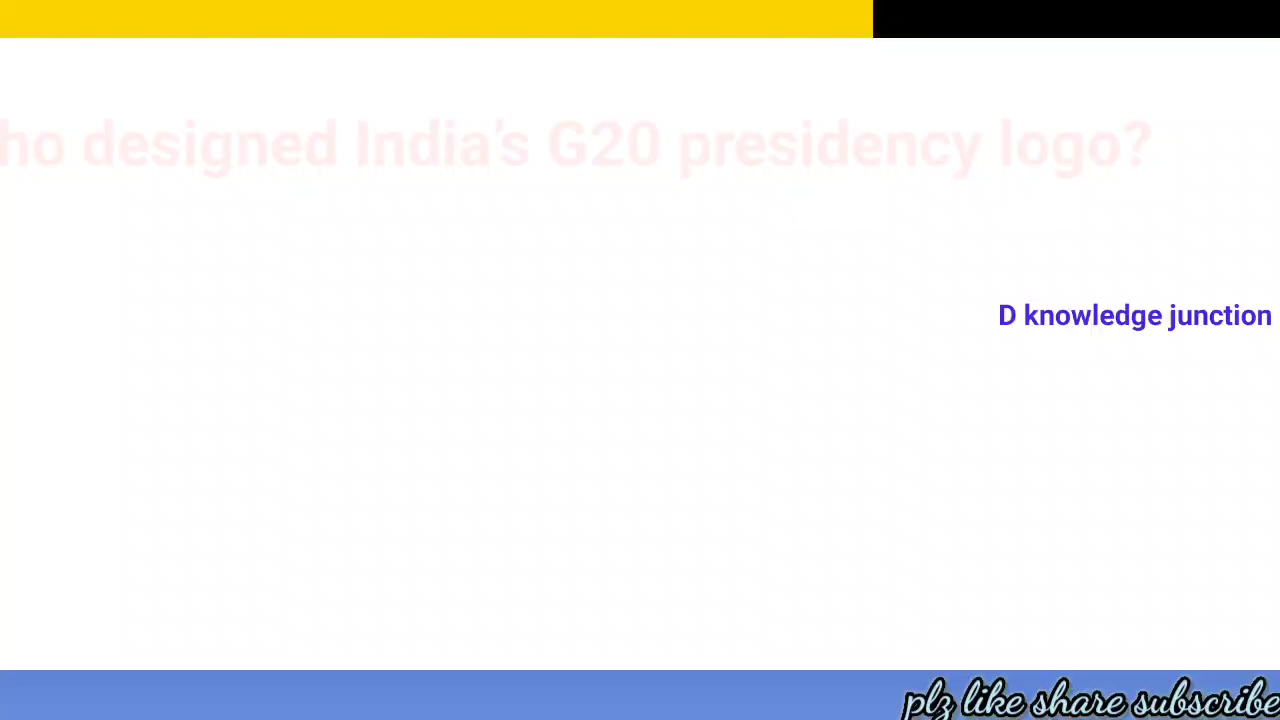 ho designed India’s G20 presidency logo?
D knowledge junction
plz like share subscribe